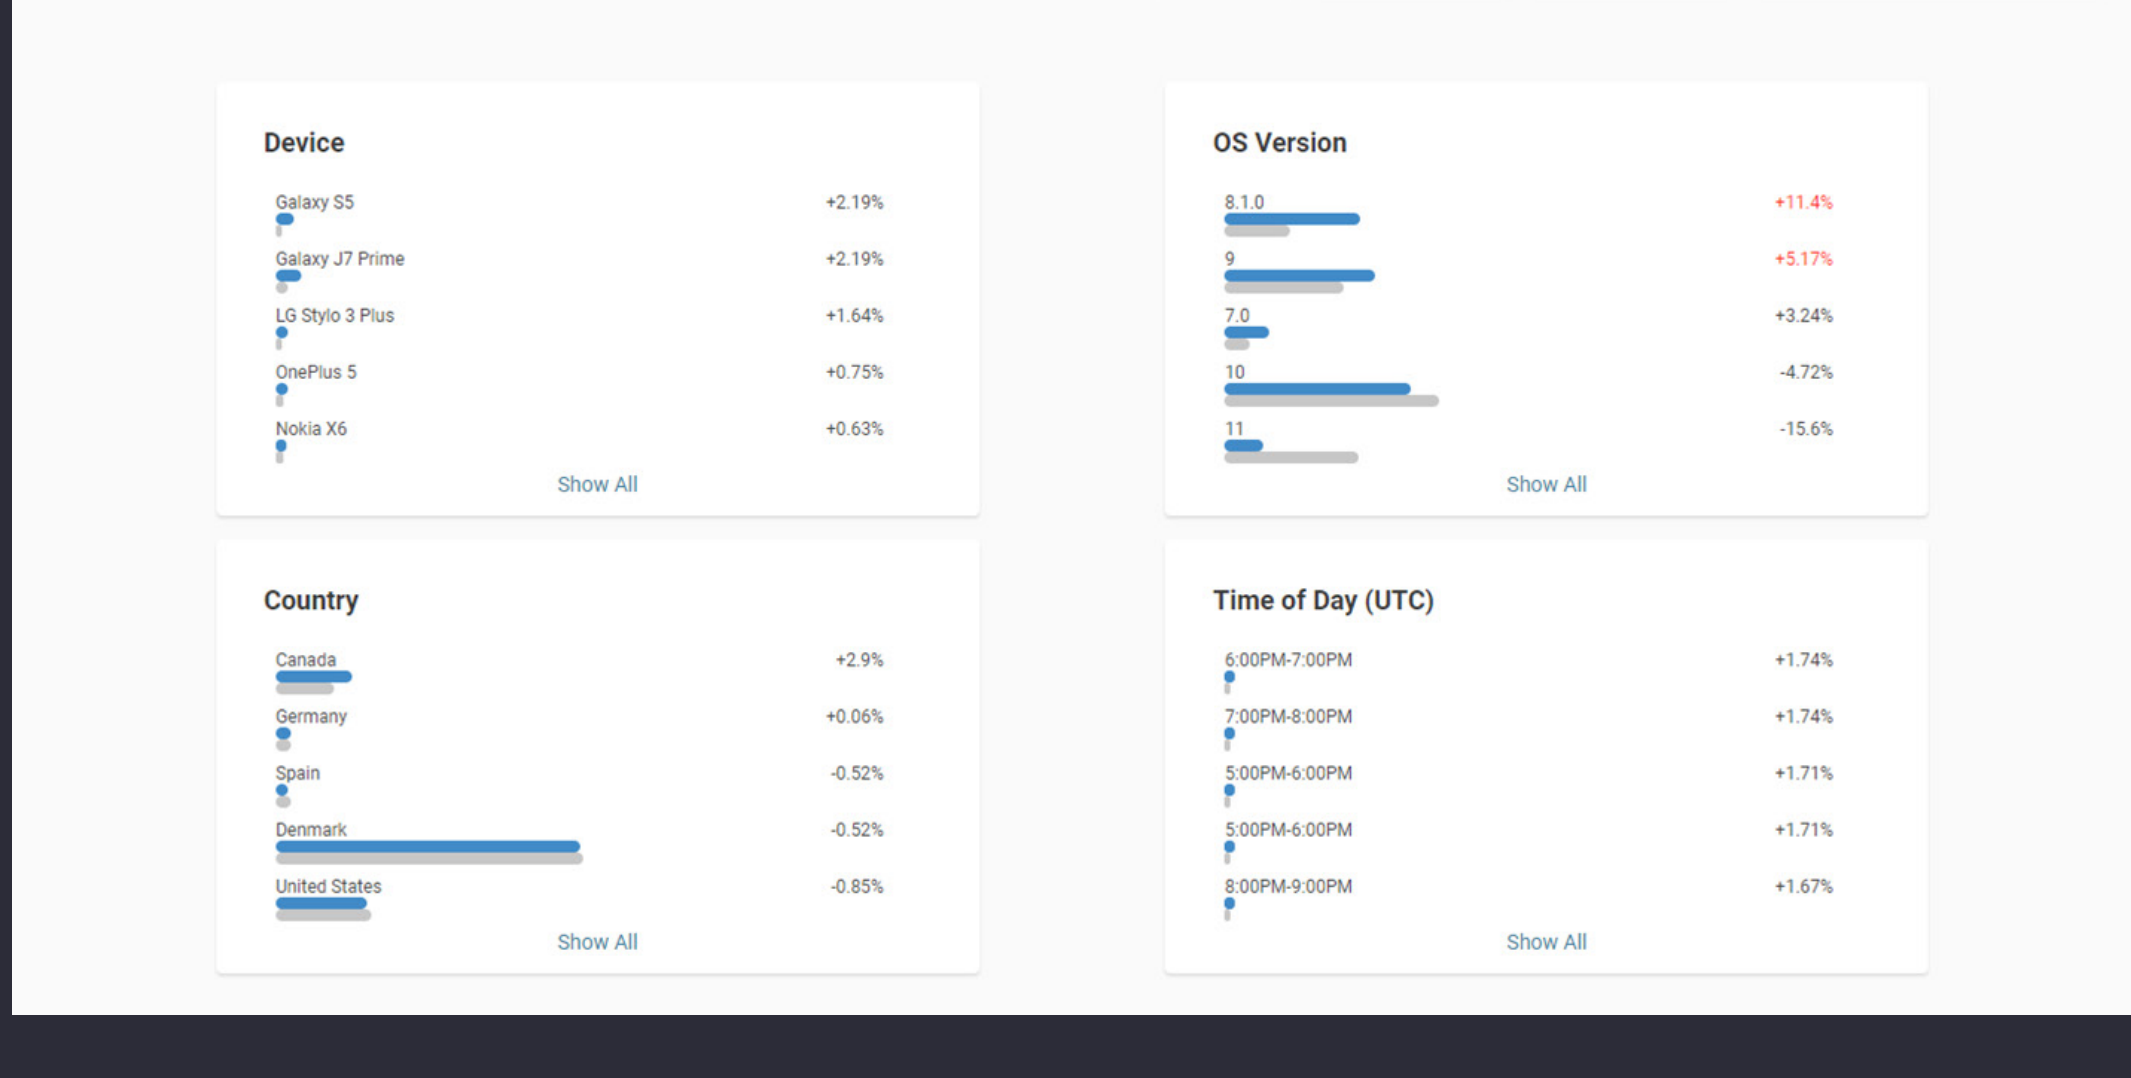 Device
Galaxy S5 +2.19%
Galaxy J7 Prime +2.19%
LG Stylo 3 Plus +1.64%
OnePlus 5 +0.75%
Nokia X6 +0.63%
Show All
OS Version
8.1.0 +11.4%
9 +5.17%
7.0 +3.24%
10 -4.72%
11 -15.6%
Show All
Country
Canada +2.9%
Germany +0.06%
Spain -0.52%
Denmark -0.52%
United States -0.85%
Show All
Time of Day (UTC)
6:00PM-7:00PM +1.74%
7:00PM-8:00PM +1.74%
5:00PM-6:00PM +1.71%
5:00PM-6:00PM +1.71%
8:00PM-9:00PM +1.67%
Show All